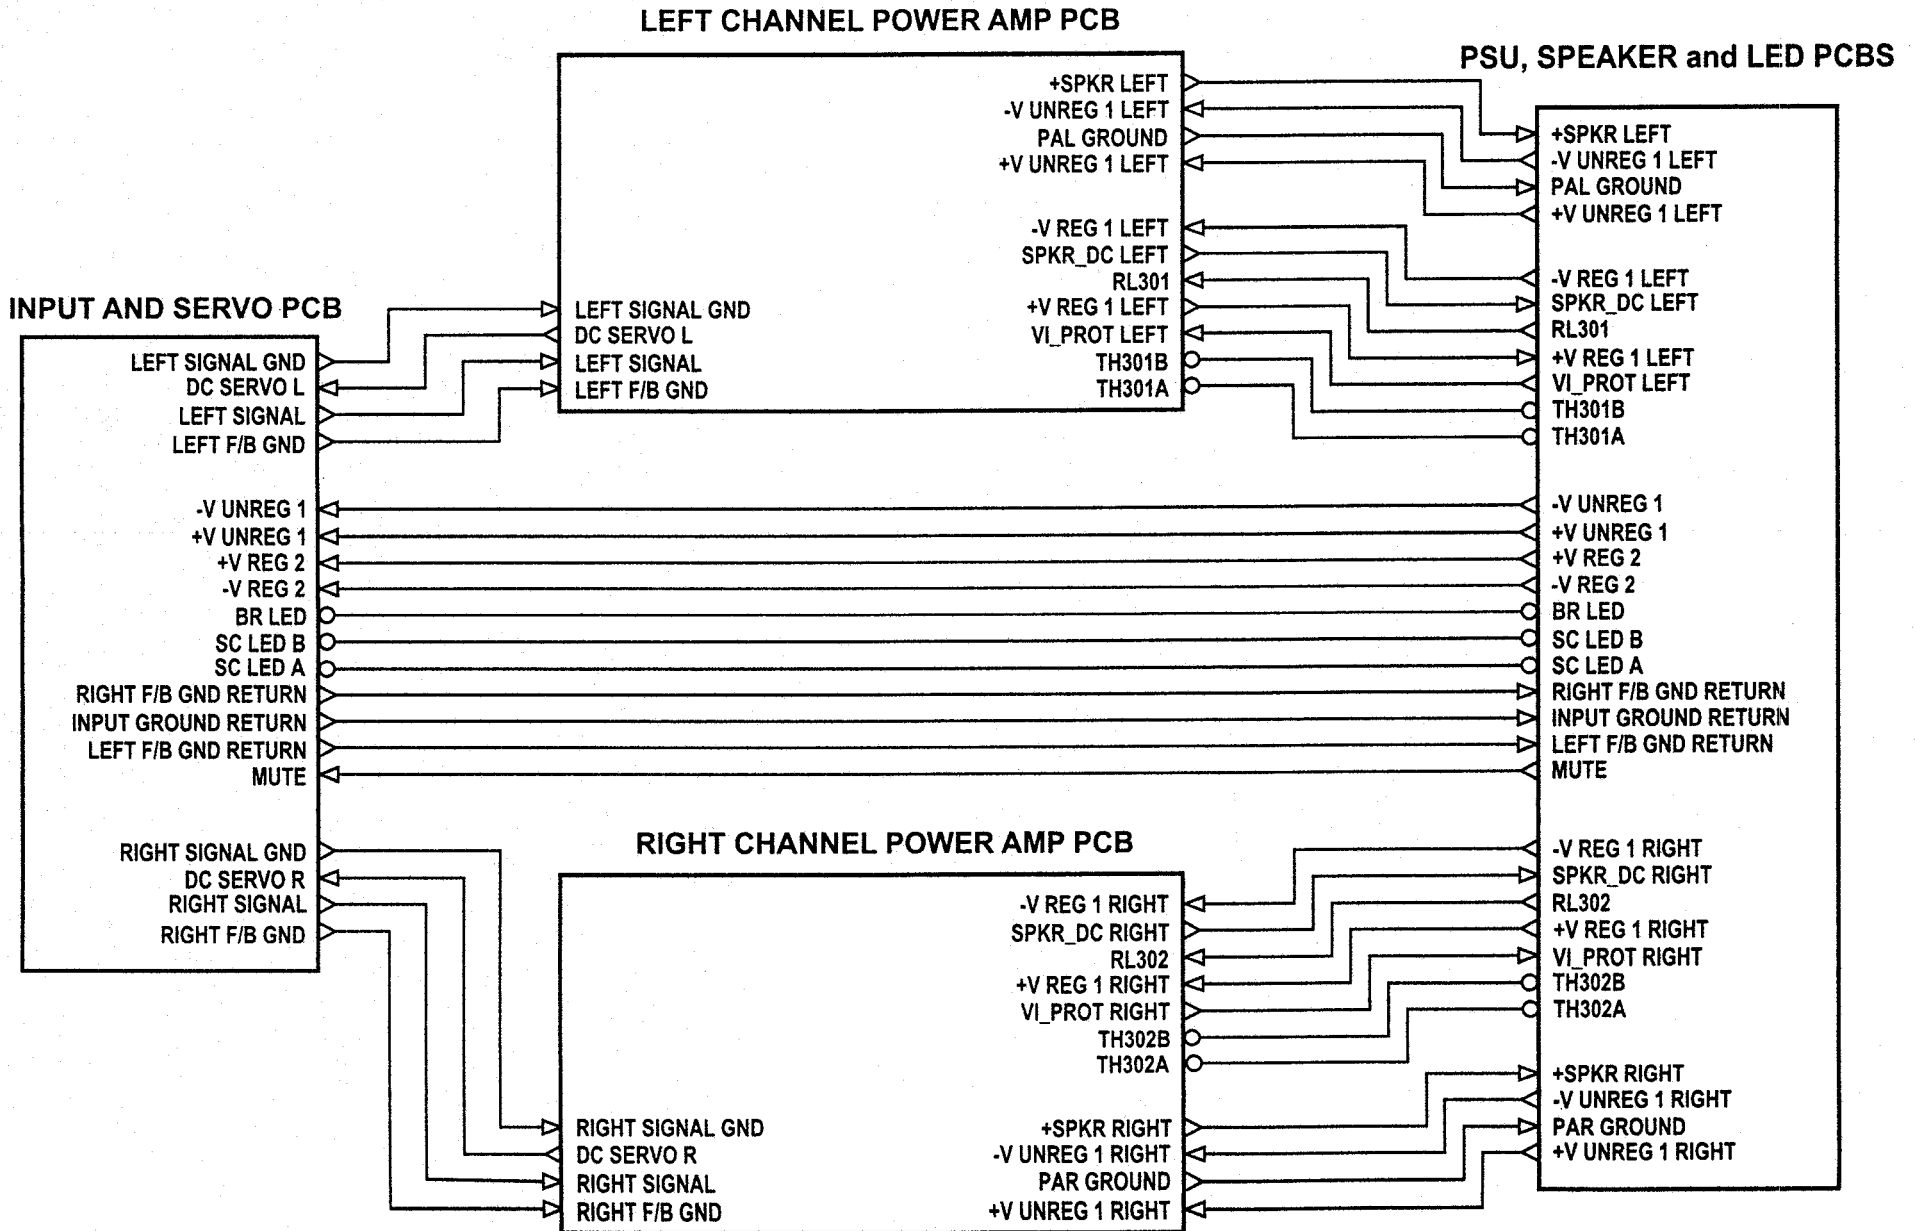 LEFT CHANNEL POWER AMP PCB
+SPKR LEFT
-V UNREG 1 LEFT
PAL GROUND
+V UNREG 1 LEFT
-V REG 1 LEFT
SPKR_DC LEFT
RL301
+V REG 1 LEFT
VI_PROT LEFT
TH301B
TH301A
LEFT SIGNAL GND
DC SERVO L
LEFT SIGNAL
LEFT F/B GND
INPUT AND SERVO PCB
LEFT SIGNAL GND
DC SERVO L
LEFT SIGNAL
LEFT F/B GND
-V UNREG 1
+V UNREG 1
+V REG 2
-V REG 2
BR LED
SC LED B
SC LED A
RIGHT F/B GND RETURN
INPUT GROUND RETURN
LEFT F/B GND RETURN
MUTE
RIGHT SIGNAL GND
DC SERVO R
RIGHT SIGNAL
RIGHT F/B GND
PSU, SPEAKER and LED PCBS
+SPKR LEFT
-V UNREG 1 LEFT
PAL GROUND
+V UNREG 1 LEFT
-V REG 1 LEFT
SPKR_DC LEFT
RL301
+V REG 1 LEFT
VI_PROT LEFT
TH301B
TH301A
-V UNREG 1
+V UNREG 1
+V REG 2
-V REG 2
BR LED
SC LED B
SC LED A
RIGHT F/B GND RETURN
INPUT GROUND RETURN
LEFT F/B GND RETURN
MUTE
-V REG 1 RIGHT
SPKR_DC RIGHT
RL302
+V REG 1 RIGHT
VI_PROT RIGHT
TH302B
TH302A
+SPKR RIGHT
-V UNREG 1 RIGHT
PAR GROUND
+V UNREG 1 RIGHT
RIGHT CHANNEL POWER AMP PCB
-V REG 1 RIGHT
SPKR_DC RIGHT
RL302
+V REG 1 RIGHT
VI_PROT RIGHT
TH302B
TH302A
RIGHT SIGNAL GND
DC SERVO R
RIGHT SIGNAL
RIGHT F/B GND
+SPKR RIGHT
-V UNREG 1 RIGHT
PAR GROUND
+V UNREG 1 RIGHT